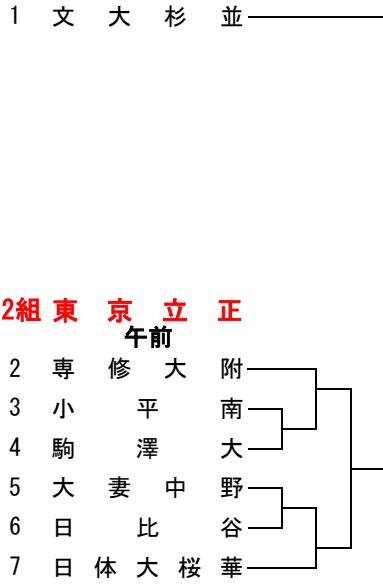 1 文大杉並
2組 東京立正
午前
2 専修大附
3 小平南
4 駒澤大
5 大妻中野
6 日比谷
7 日体大桜華